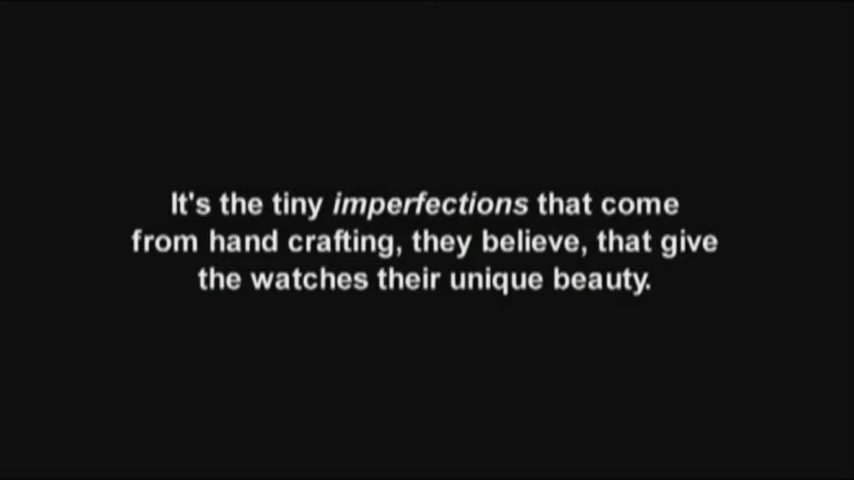 It's the tiny imperfections that come
from hand crafting, they believe, that give
the watches their unique beauty.